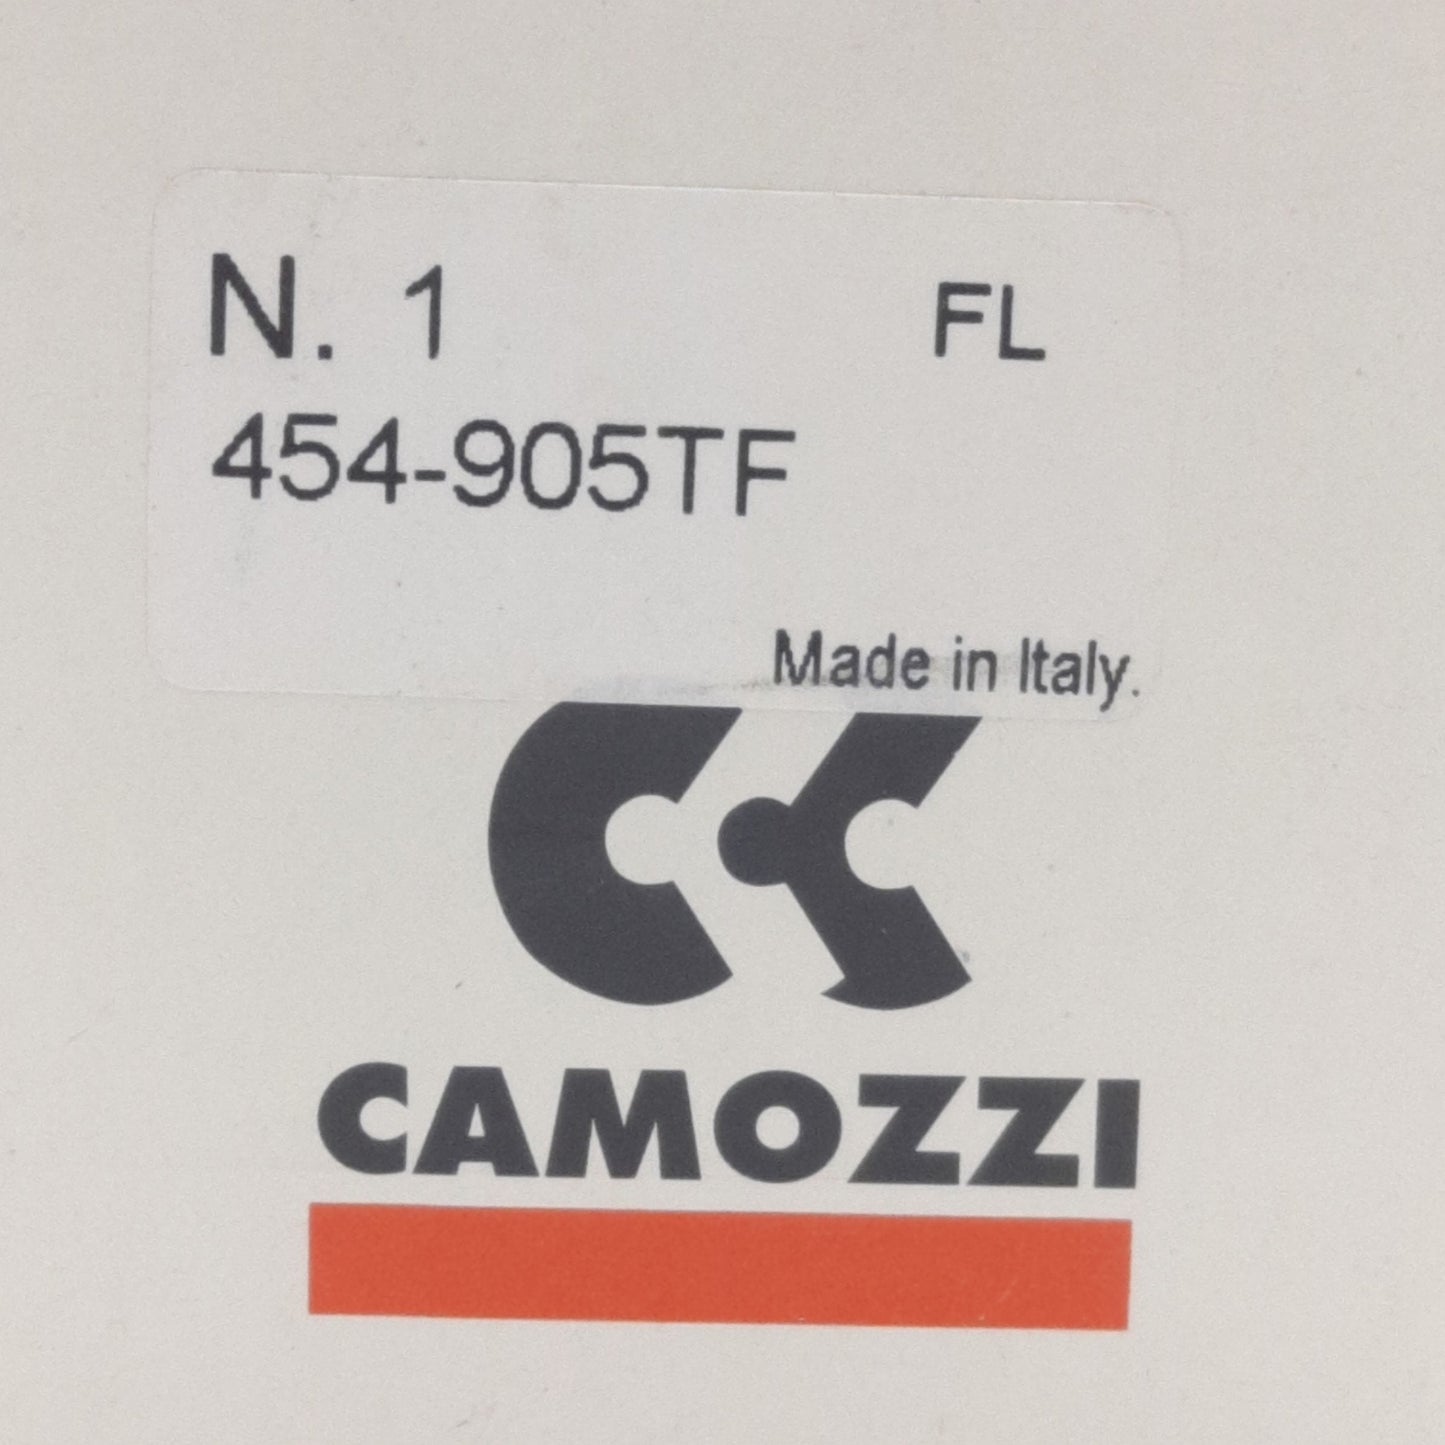 N. 1 FL
454-905TF
Made in Italy.
CAMOZZI